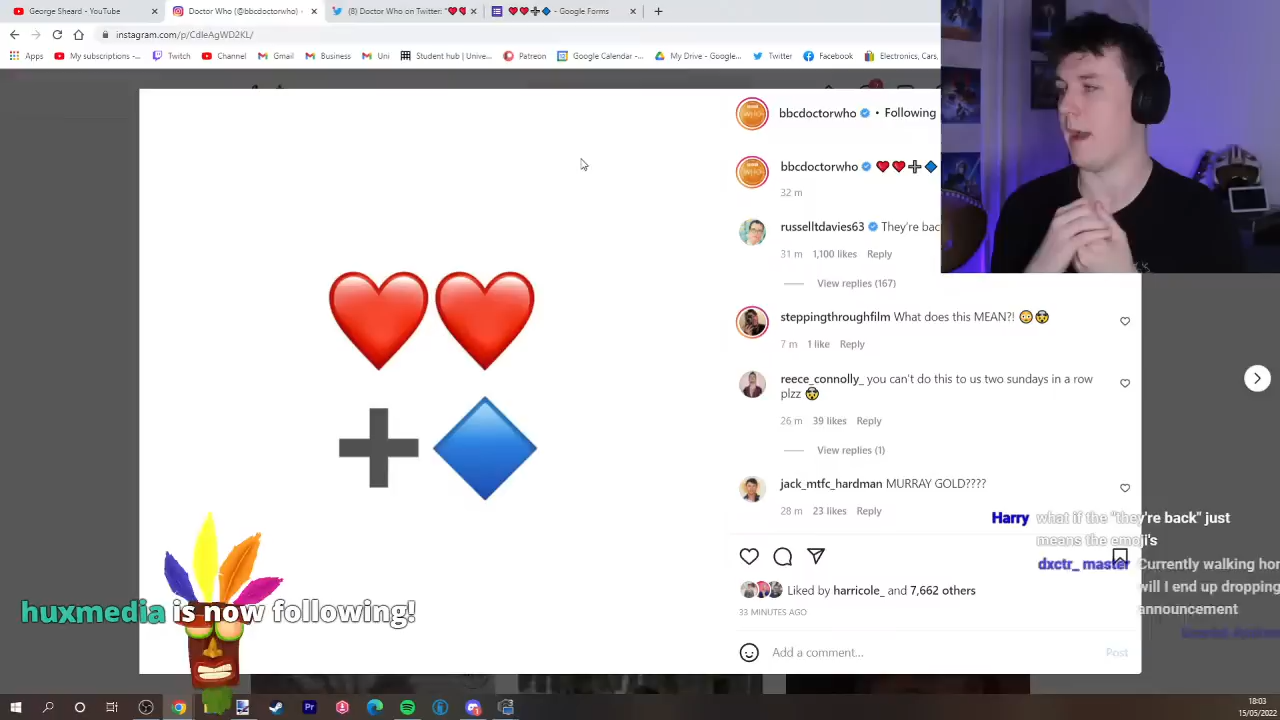 George Sheard - YouTube
Doctor Who (@bbcdoctorwho) •
(8) Doctor Who on Twitter: "❤❤
❤❤➕🔷 - Google Forms
instagram.com/p/CdleAgWD2KL/
Apps My subscriptions -... Twitch Channel Gmail Business Uni Student hub | Unive... Patreon Google Calendar -... My Drive - Google... Twitter Facebook Electronics, Cars,
bbcdoctorwho • Following
bbcdoctorwho ❤❤➕🔷
32 m
russelltdavies63 They're bac
31 m 1,100 likes Reply
View replies (167)
steppingthroughfilm What does this MEAN?! 😳
7 m 1 like Reply
reece_connolly_ you can't do this to us two sundays in a row
plzz
26 m 39 likes Reply
View replies (1)
jack_mtfc_hardman MURRAY GOLD????
28 m 23 likes Reply
Harry what if the "they're back" just
means the emoji's
dxctr_master Currently walking hom
will I end up dropping
announcement
Liked by harricole_ and 7,662 others
33 MINUTES AGO
Add a comment...
Post
huxmedia is now following!
18:03
15/05/2022